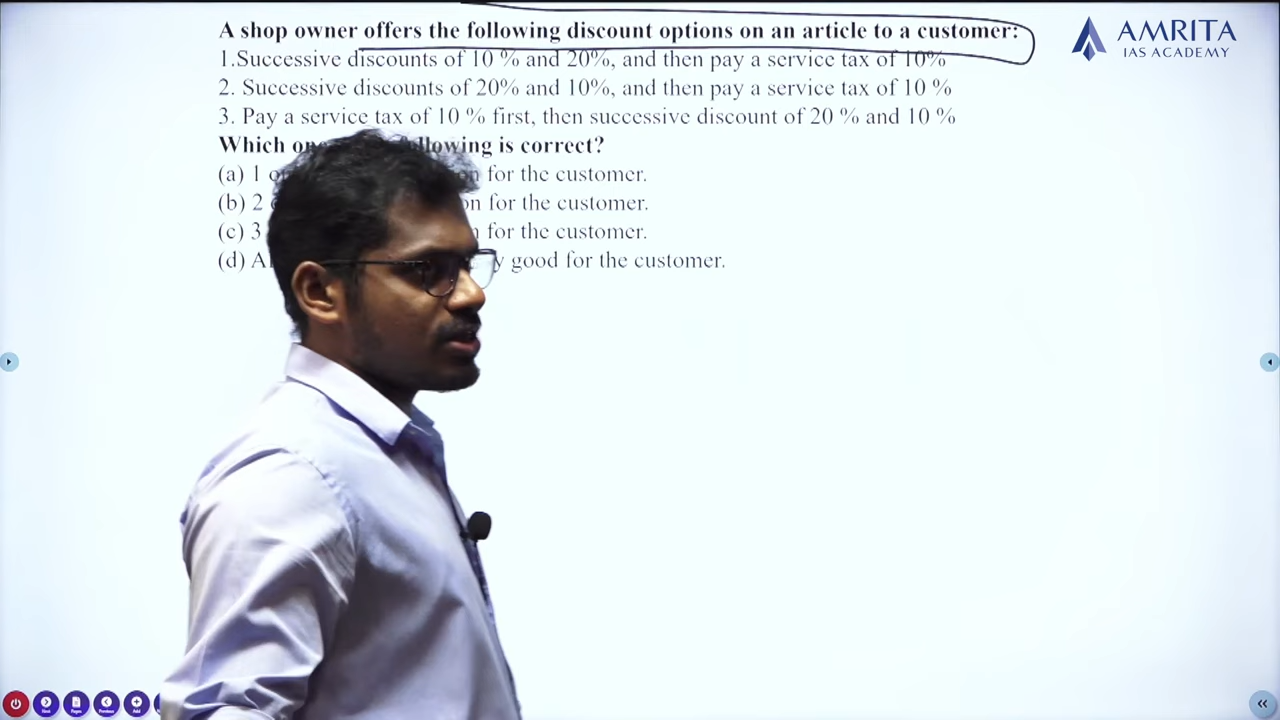 A shop owner offers the following discount options on an article to a customer:
1.Successive discounts of 10 % and 20%, and then pay a service tax of 10%
2. Successive discounts of 20% and 10%, and then pay a service tax of 10 %
3. Pay a service tax of 10 % first, then successive discount of 20 % and 10 %
Which is correct?
(a) 1 for the customer.
(b) 2 for the customer.
(c) 3 for the customer.
(d) good for the customer.
AMRITA
IAS ACADEMY